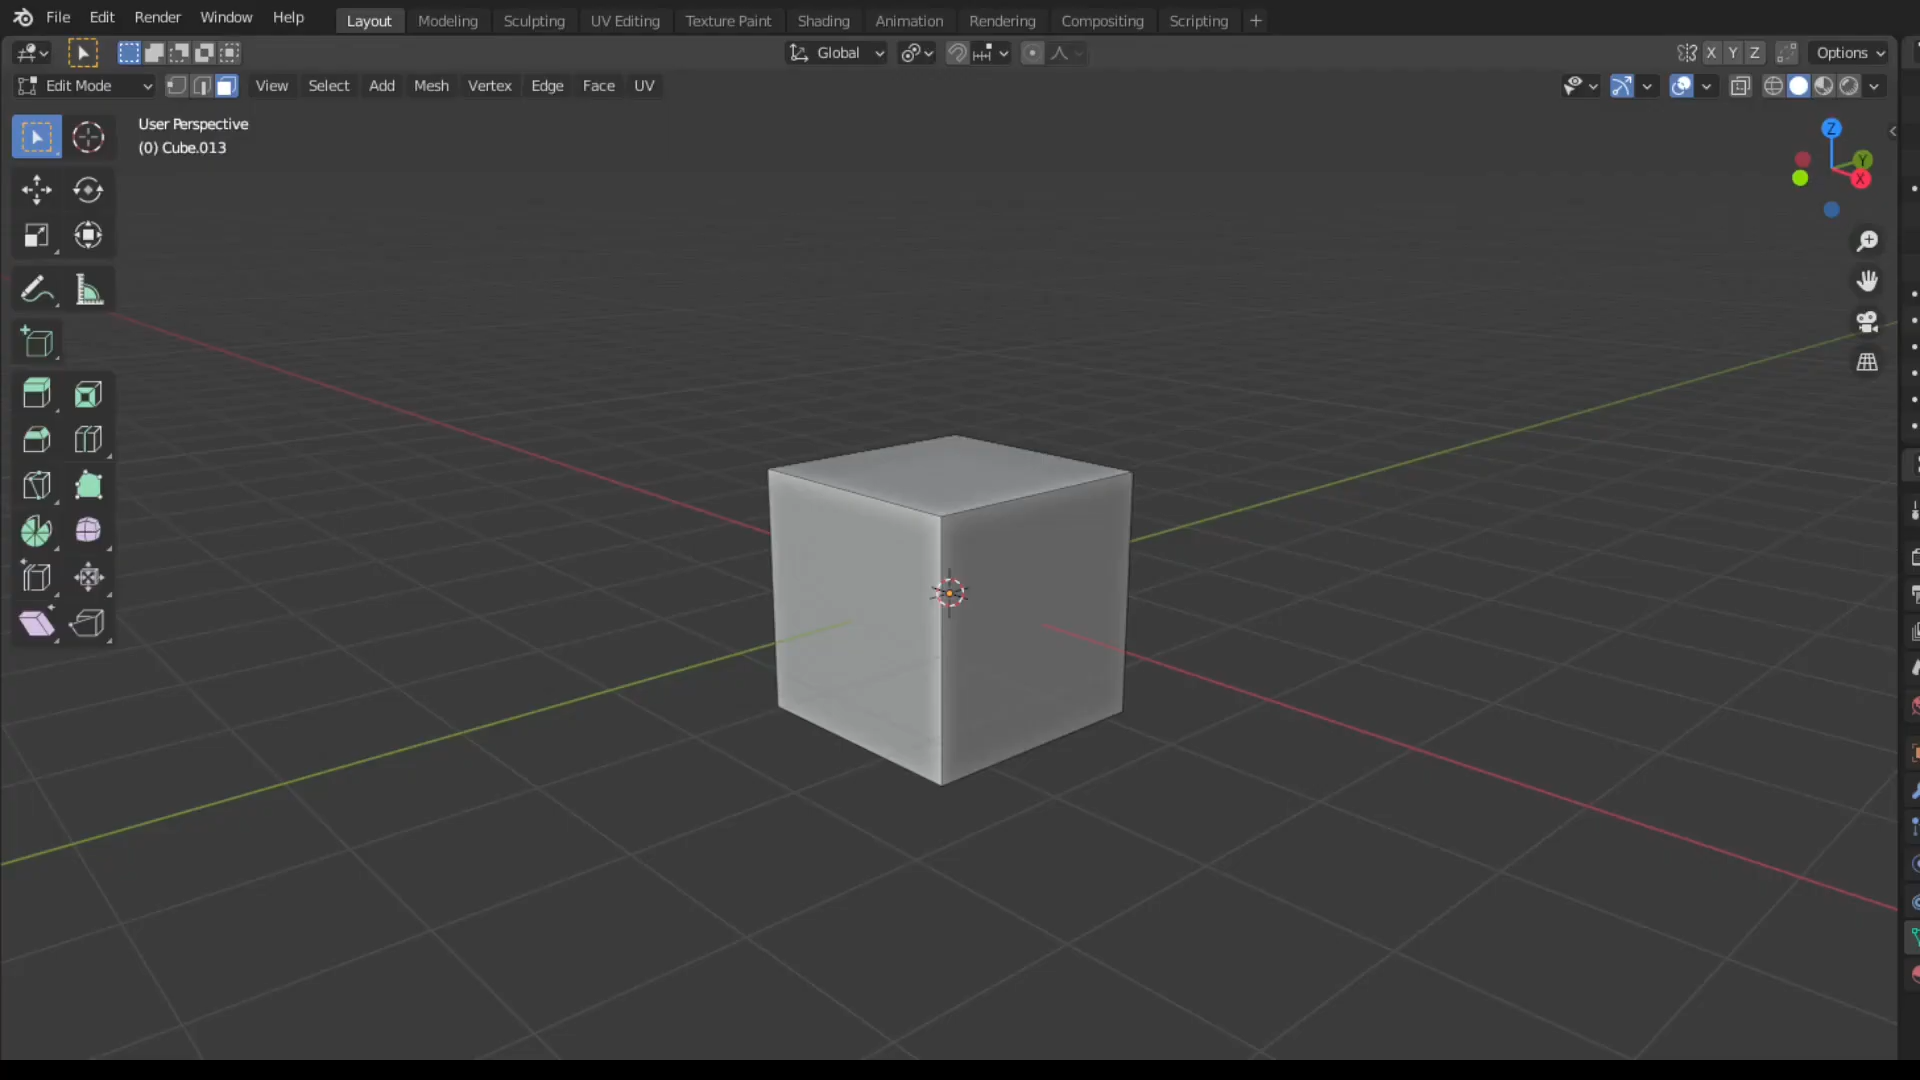 File Edit Render Window Help Layout Modeling Sculpting UV Editing Texture Paint Shading Animation Rendering Compositing Scripting +
Global X Y Z Options
Edit Mode View Select Add Mesh Vertex Edge Face UV
User Perspective
(0) Cube.013
Z
Y
X